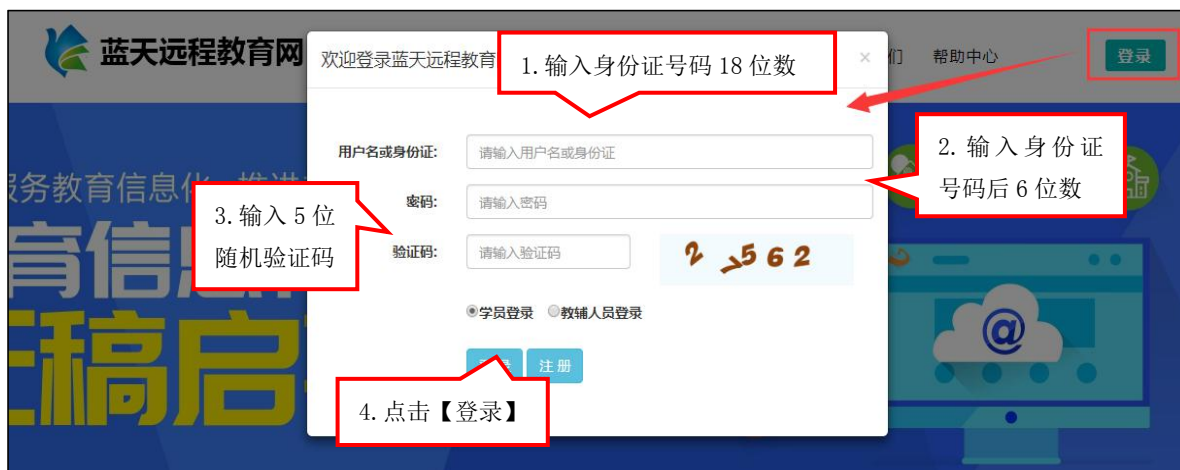 蓝天远程教育网
欢迎登录蓝天远程教育
1.输入身份证号码 18 位数
×
们
帮助中心
登录
用户名或身份证:
请输入用户名或身份证
2.输入身份证
号码后 6 位数
务教育信息化
密码:
请输入密码
3.输入 5 位
随机验证码
验证码:
请输入验证码
562
育信
学员登录
教辅人员登录
@
注 册
稿启
4.点击【登录】